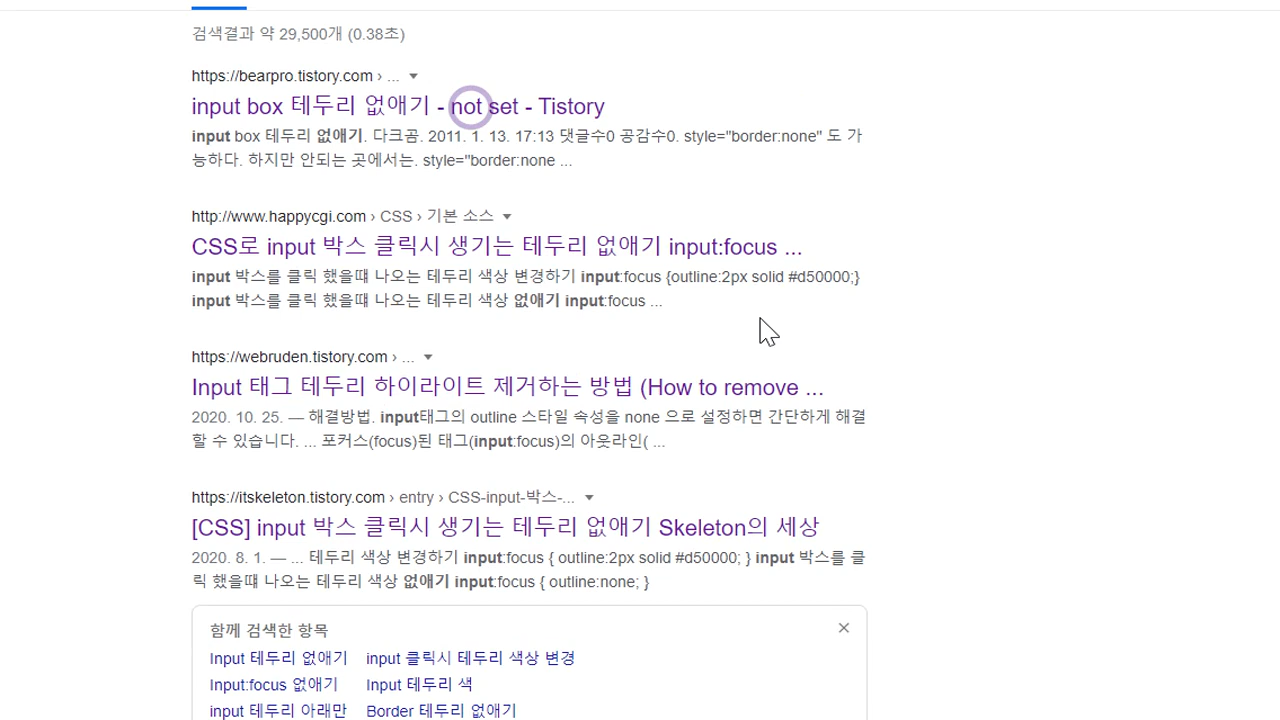 검색결과 약 29,500개 (0.38초)
https://bearpro.tistory.com › ...
input box 테두리 없애기 - not set - Tistory
input box 테두리 없애기. 다크곰. 2011. 1. 13. 17:13 댓글수0 공감수0. style="border:none" 도 가
능하다. 하지만 안되는 곳에서는. style="border:none ...
http://www.happycgi.com › CSS › 기본 소스
CSS로 input 박스 클릭시 생기는 테두리 없애기 input:focus ...
input 박스를 클릭 했을떄 나오는 테두리 색상 변경하기 input:focus {outline:2px solid #d50000;}
input 박스를 클릭 했을떄 나오는 테두리 색상 없애기 input:focus ...
https://webruden.tistory.com › ...
Input 태그 테두리 하이라이트 제거하는 방법 (How to remove ...
2020. 10. 25. — 해결방법. input태그의 outline 스타일 속성을 none 으로 설정하면 간단하게 해결
할 수 있습니다. ... 포커스(focus)된 태그(input:focus)의 아웃라인( ...
https://itskeleton.tistory.com › entry › CSS-input-박스-...
[CSS] input 박스 클릭시 생기는 테두리 없애기 Skeleton의 세상
2020. 8. 1. — ... 테두리 색상 변경하기 input:focus { outline:2px solid #d50000; } input 박스를 클
릭 했을떄 나오는 테두리 색상 없애기 input:focus { outline:none; }
함께 검색한 항목
Input 테두리 없애기 input 클릭시 테두리 색상 변경
Input:focus 없애기 Input 테두리 색
input 테두리 아래만 Border 테두리 없애기